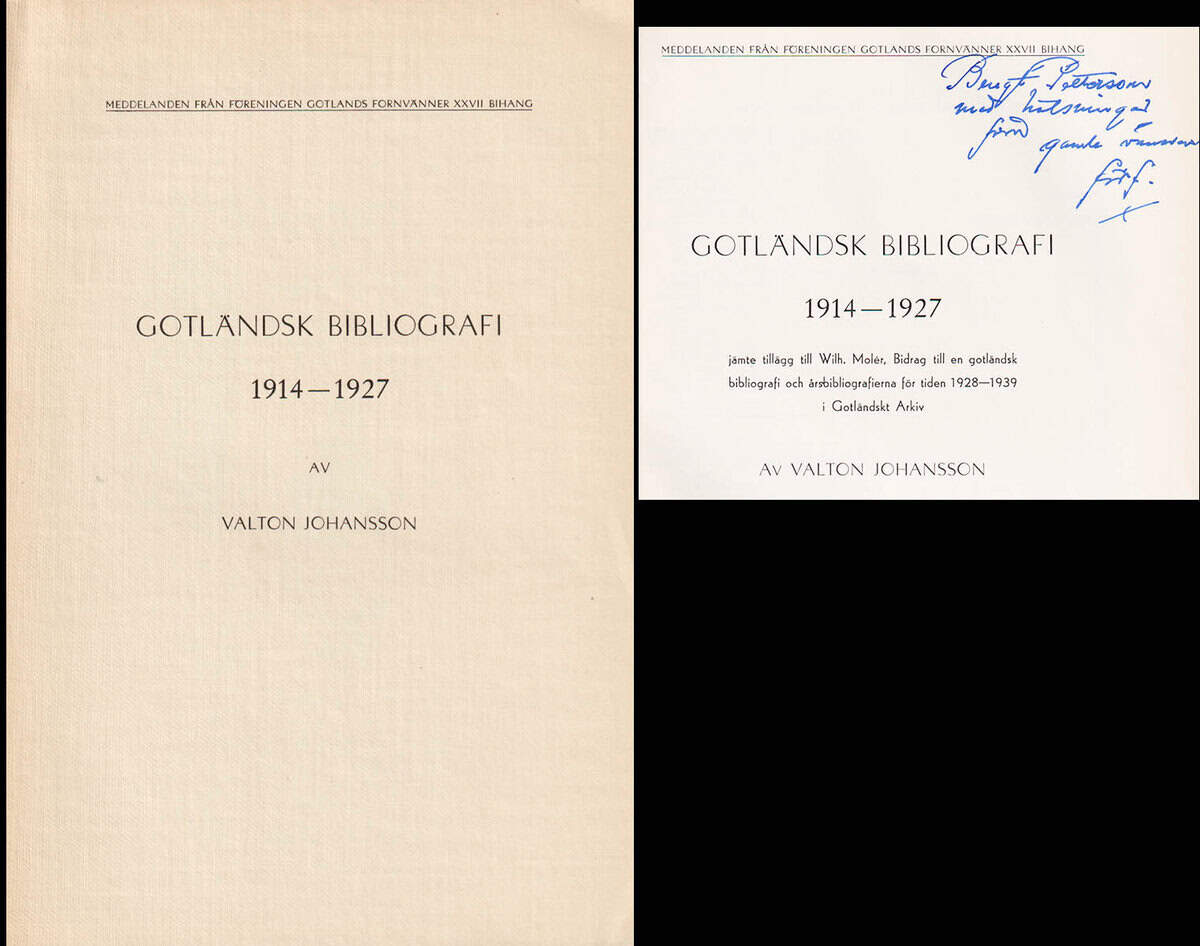 MEDDELANDEN FRÅN FÖRENINGEN GOTLANDS FORNVÄNNER XXVII BIHANG
GOTLÄNDSK BIBLIOGRAFI
1914—1927
AV
VALTON JOHANSSON
MEDDELANDEN FRÅN FÖRENINGEN GOTLANDS FORNVÄNNER XXVII BIHANG
Bengt Petterson
med hälsningar
från gamle vännen
förf.
GOTLÄNDSK BIBLIOGRAFI
1914—1927
jämte tillägg till Wilh. Molér, Bidrag till en gotländsk
bibliografi och årsbibliografierna för tiden 1928—1939
i Gotländskt Arkiv
AV VALTON JOHANSSON